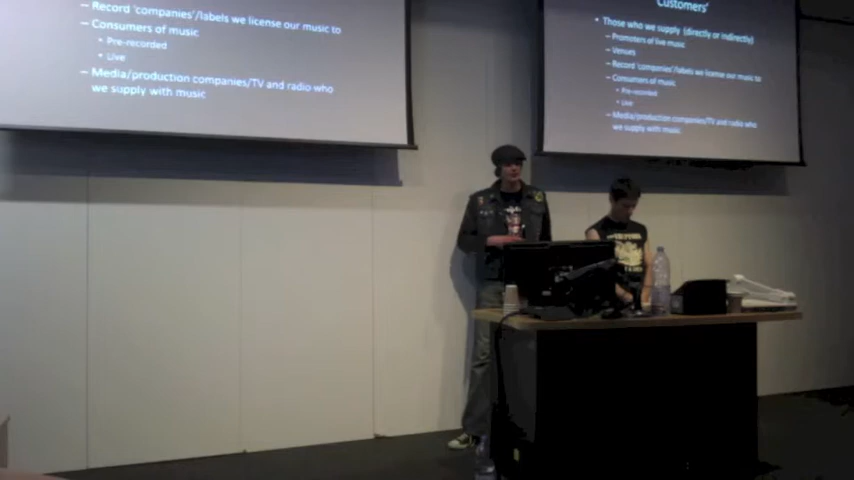 – Record 'companies'/labels we license our music to
– Consumers of music
• Pre-recorded
• Live
– Media/production companies/TV and radio who
we supply with music
Customers'
• Those who we supply (directly or indirectly)
– Promoters of live music
– Venues
– Record 'companies'/labels we license our music to
– Consumers of music
• Pre-recorded
• Live
– Media/production companies/TV and radio who
we supply with music